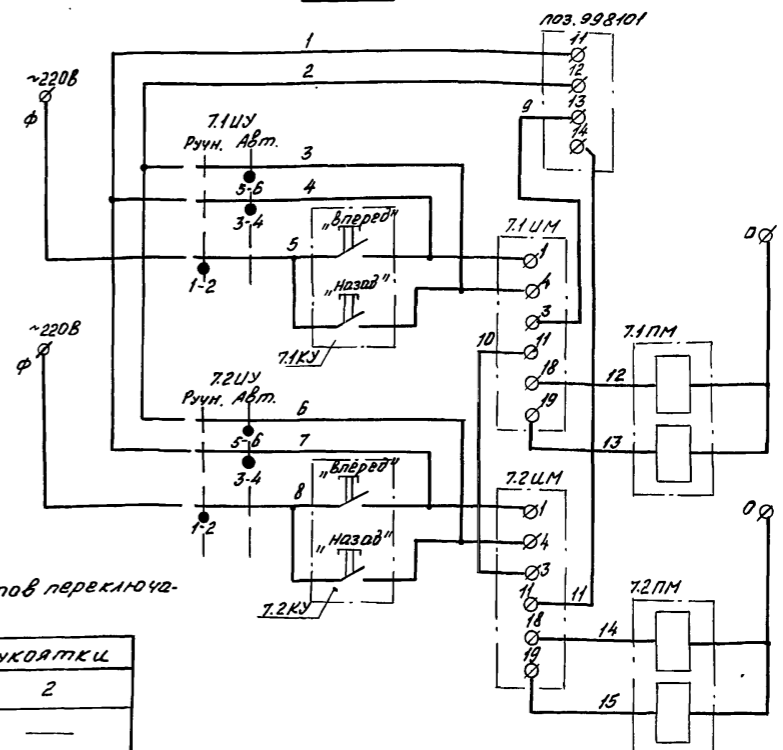 поз. 998101
11
12
13
14
1
2
9
~220В
ф
7.1ИУ
Ручн. Авт.
3
5-6
4
3-4
5
1-2
„Вперед"
„Назад"
7.1КУ
7.1ИМ
1
4
3
11
18
19
10
0
7.1ПМ
12
13
~220В
ф
7.2ИУ
Ручн. Авт.
6
5-6
7
3-4
8
1-2
„Вперед"
„Назад"
7.2КУ
7.2ИМ
1
4
3
11
18
19
11
0
7.2ПМ
14
15
тов переключа-
укоятки
2
—